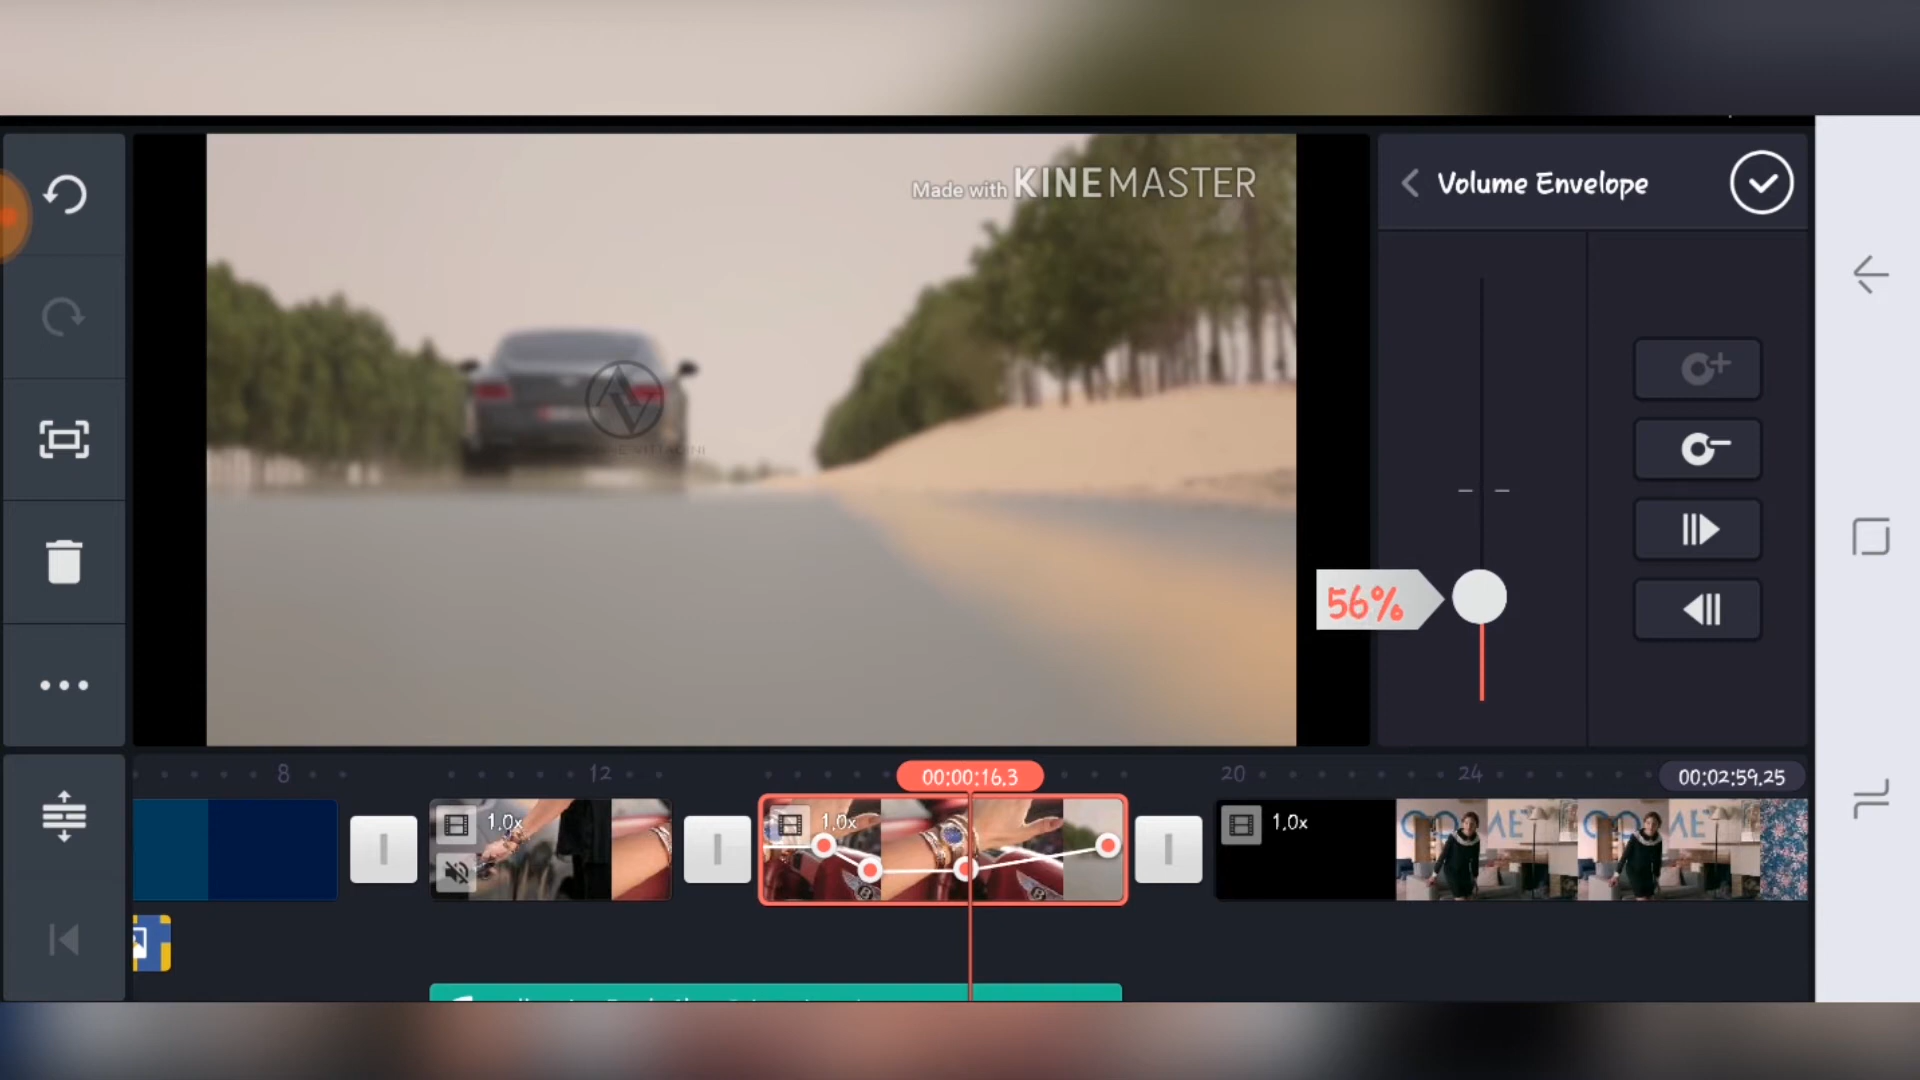 Made with KINEMASTER
Volume Envelope
56%
8
12
00:00:16.3
20
24
00:02:59.25
1.0x
1.0x
1.0x